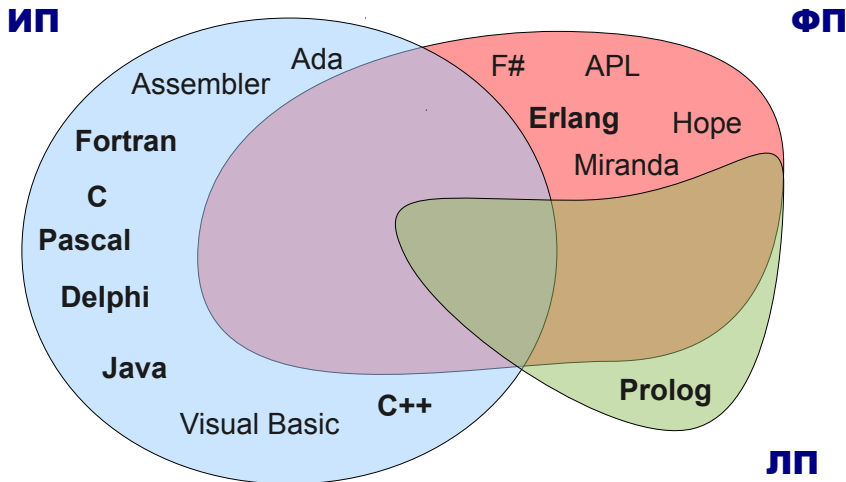 ИП
ФП
Ada
F#
APL
Assembler
Erlang
Hope
Fortran
Miranda
C
Pascal
Delphi
Java
Prolog
C++
Visual Basic
ЛП